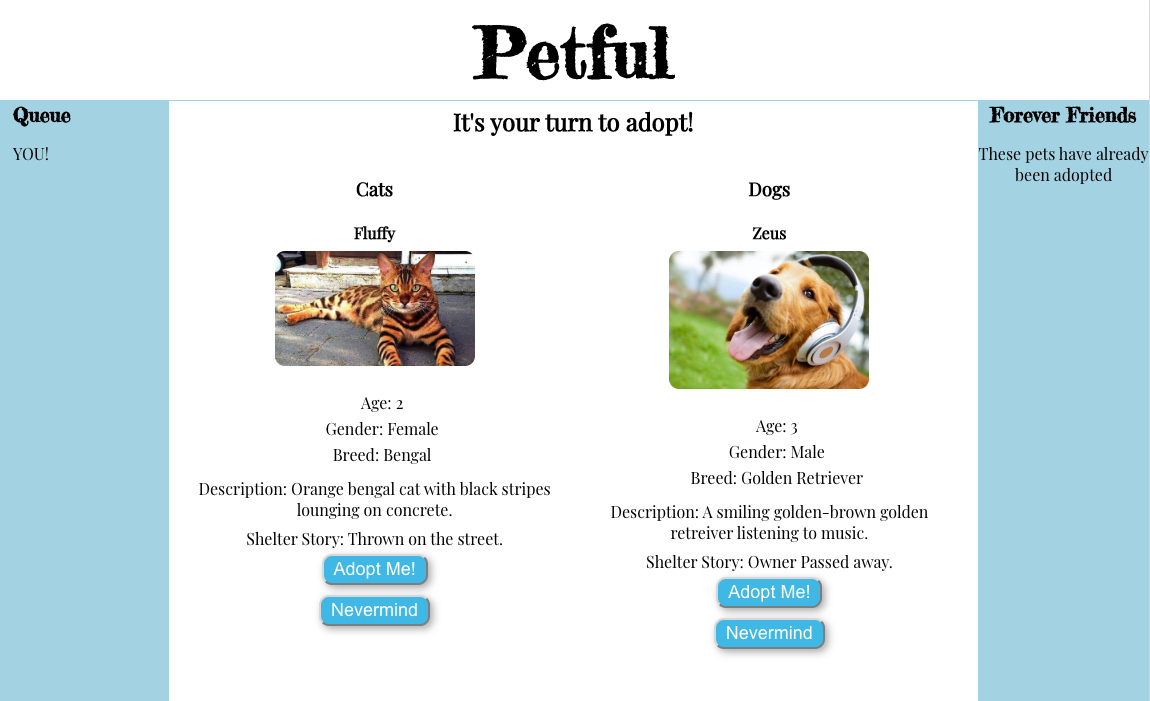 Petful
Queue
YOU!
It's your turn to adopt!
Cats
Fluffy
Age: 2
Gender: Female
Breed: Bengal
Description: Orange bengal cat with black stripes
lounging on concrete.
Shelter Story: Thrown on the street.
Adopt Me!
Nevermind
Dogs
Zeus
Age: 3
Gender: Male
Breed: Golden Retriever
Description: A smiling golden-brown golden
retreiver listening to music.
Shelter Story: Owner Passed away.
Adopt Me!
Nevermind
Forever Friends
These pets have already
been adopted